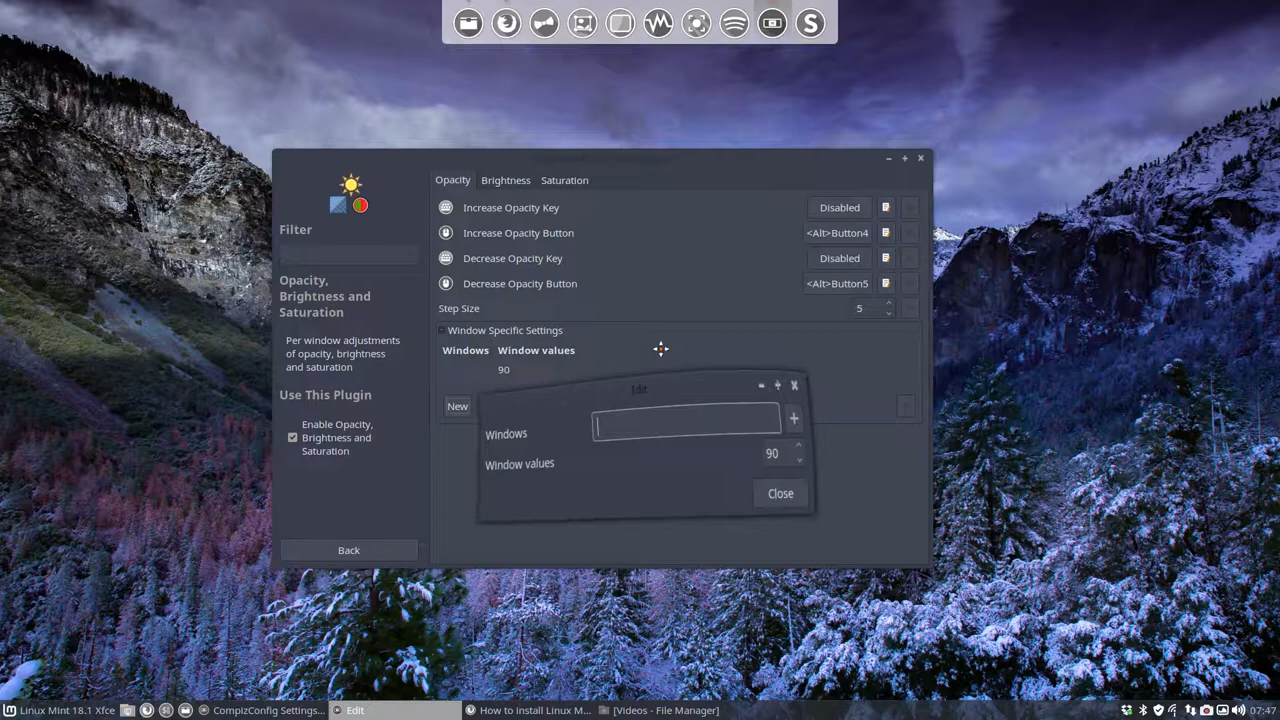 Opacity Brightness Saturation
Increase Opacity Key Disabled
Filter
Increase Opacity Button <Alt>Button4
Decrease Opacity Key Disabled
Opacity,
Brightness and
Saturation
Decrease Opacity Button <Alt>Button5
Step Size 5
Window Specific Settings
Per window adjustments
of opacity, brightness
and saturation
Windows Window values
90
Use This Plugin
Enable Opacity,
Brightness and
Saturation
New
Edit
Windows
Window values 90
Close
Back
Linux Mint 18.1 Xfce CompizConfig Settings... Edit How to install Linux M... [Videos - File Manager] 07:47